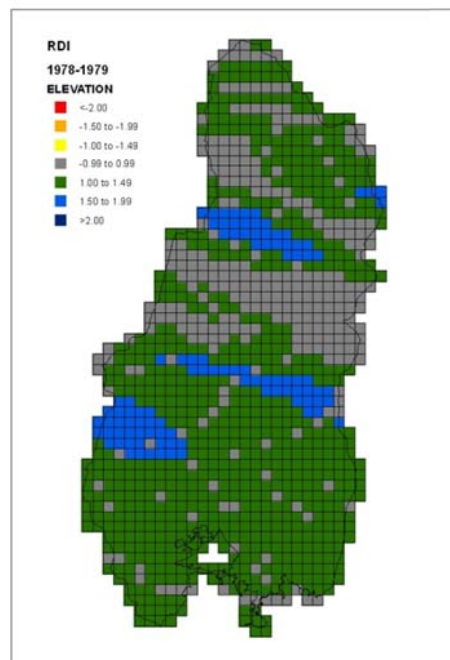 RDI
1978-1979
ELEVATION
<-2.00
-1.50 to -1.99
-1.00 to -1.49
-0.99 to 0.99
1.00 to 1.49
1.50 to 1.99
>2.00